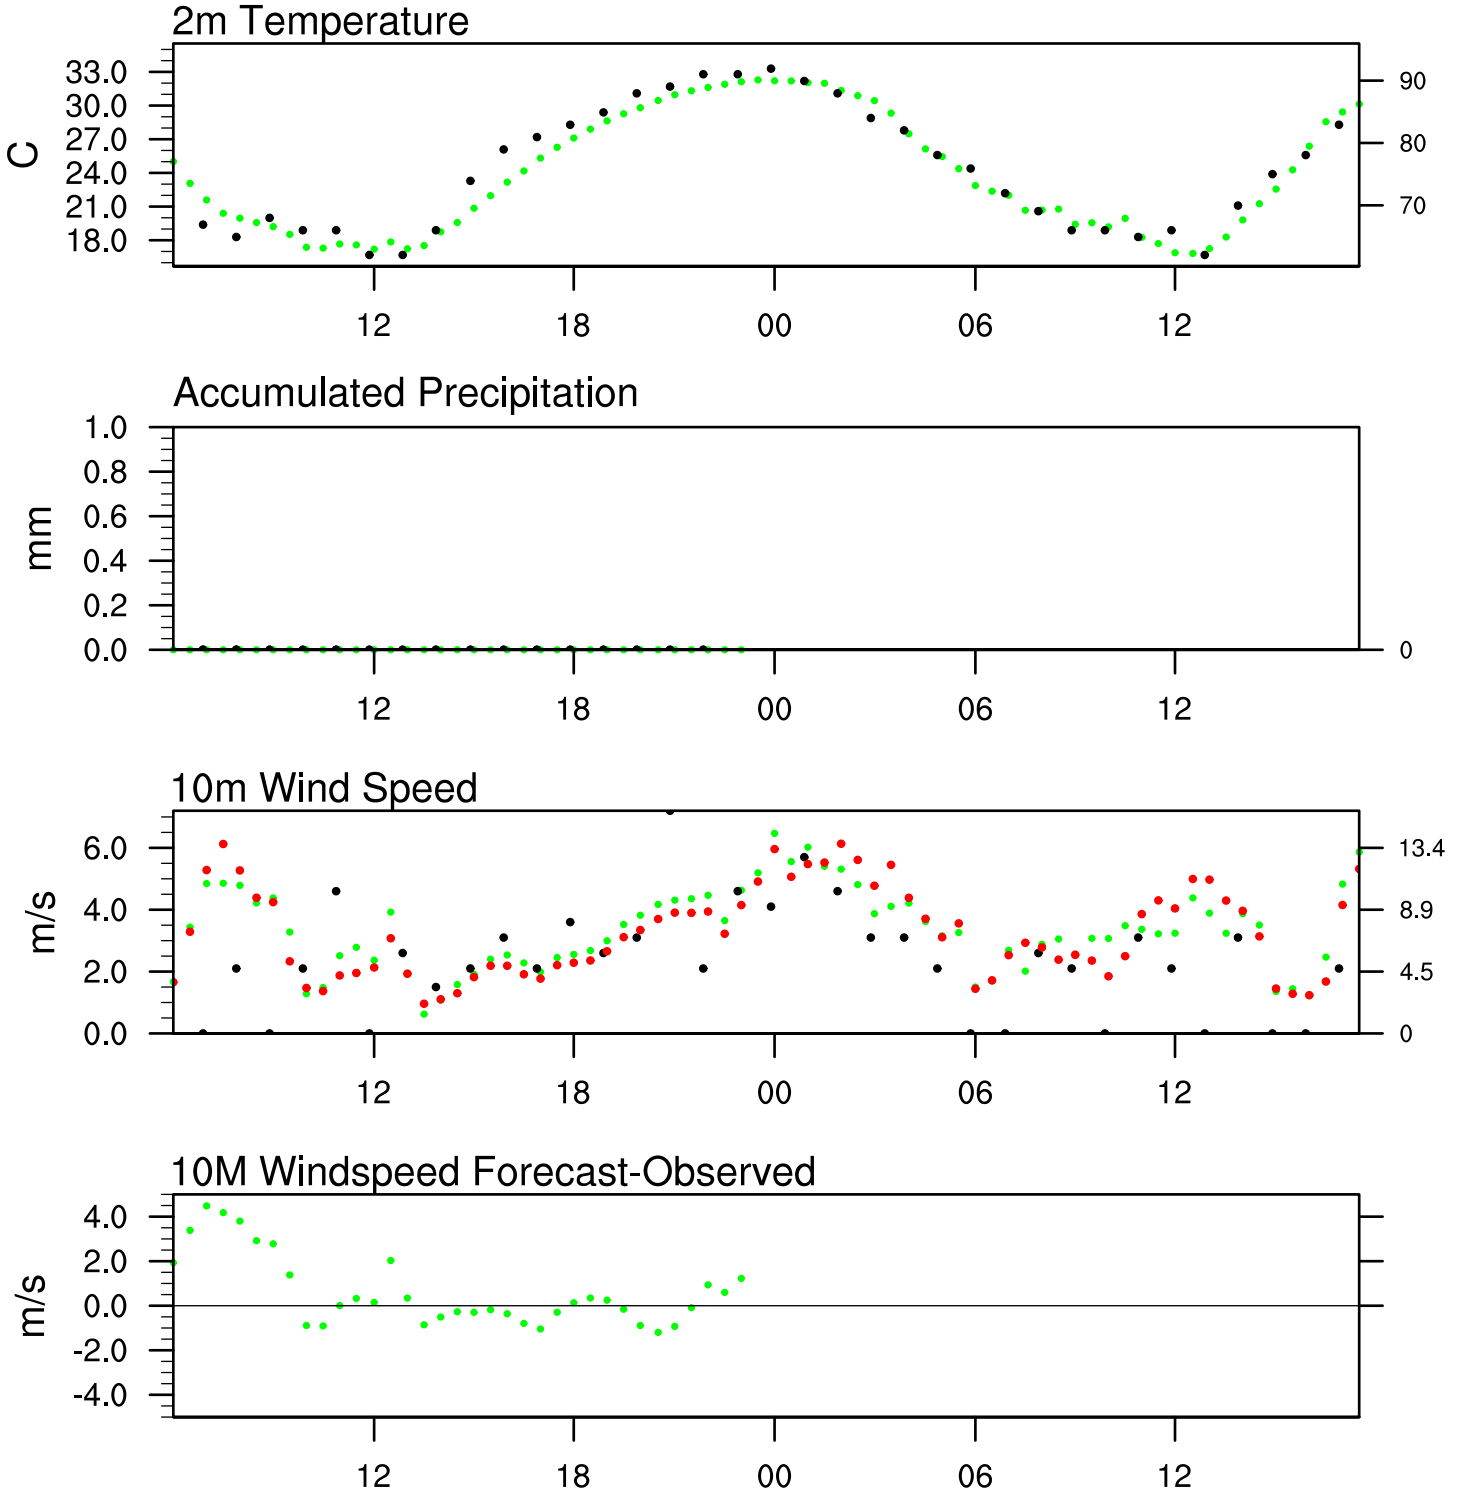 2m Temperature
33.0
30.0
27.0
24.0
21.0
18.0
C
90
80
70
12 18 00 06 12
Accumulated Precipitation
1.0
0.8
0.6
0.4
0.2
0.0
mm
0
12 18 00 06 12
10m Wind Speed
6.0
4.0
2.0
0.0
m/s
13.4
8.9
4.5
0
12 18 00 06 12
10M Windspeed Forecast-Observed
4.0
2.0
0.0
-2.0
-4.0
m/s
12 18 00 06 12